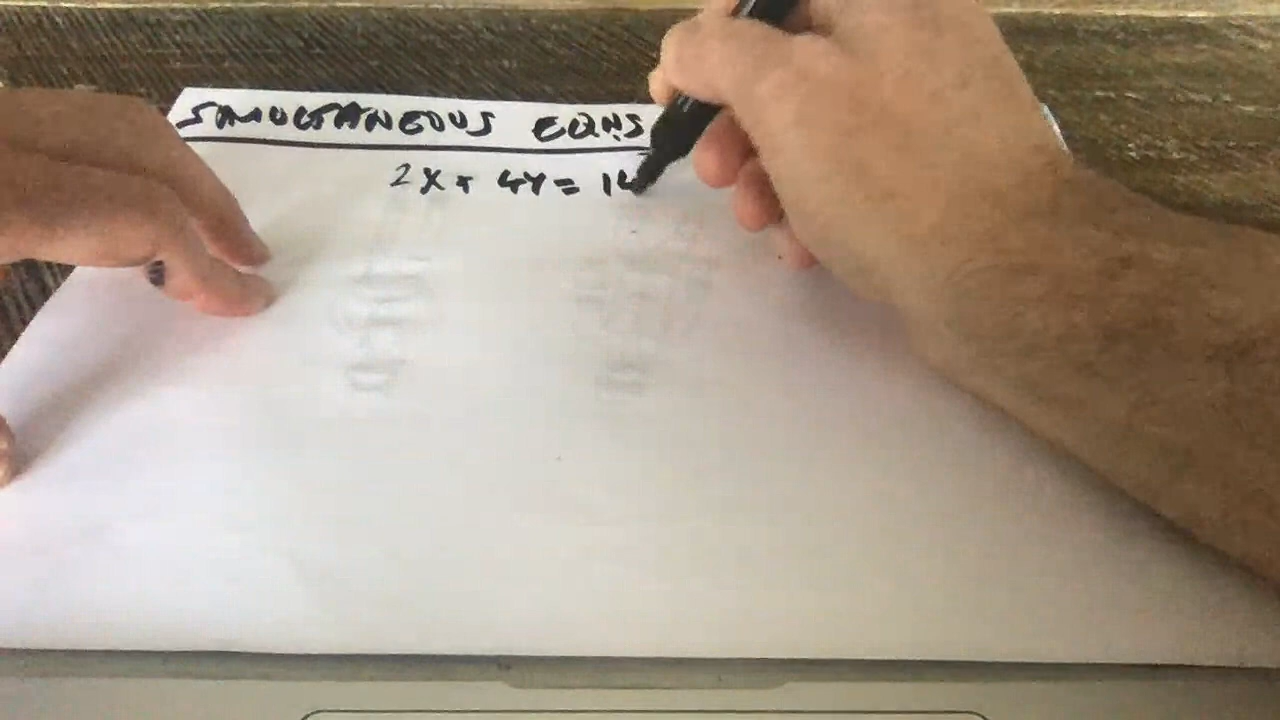 SIMULTANEOUS EQNS
2x + 4y = 14